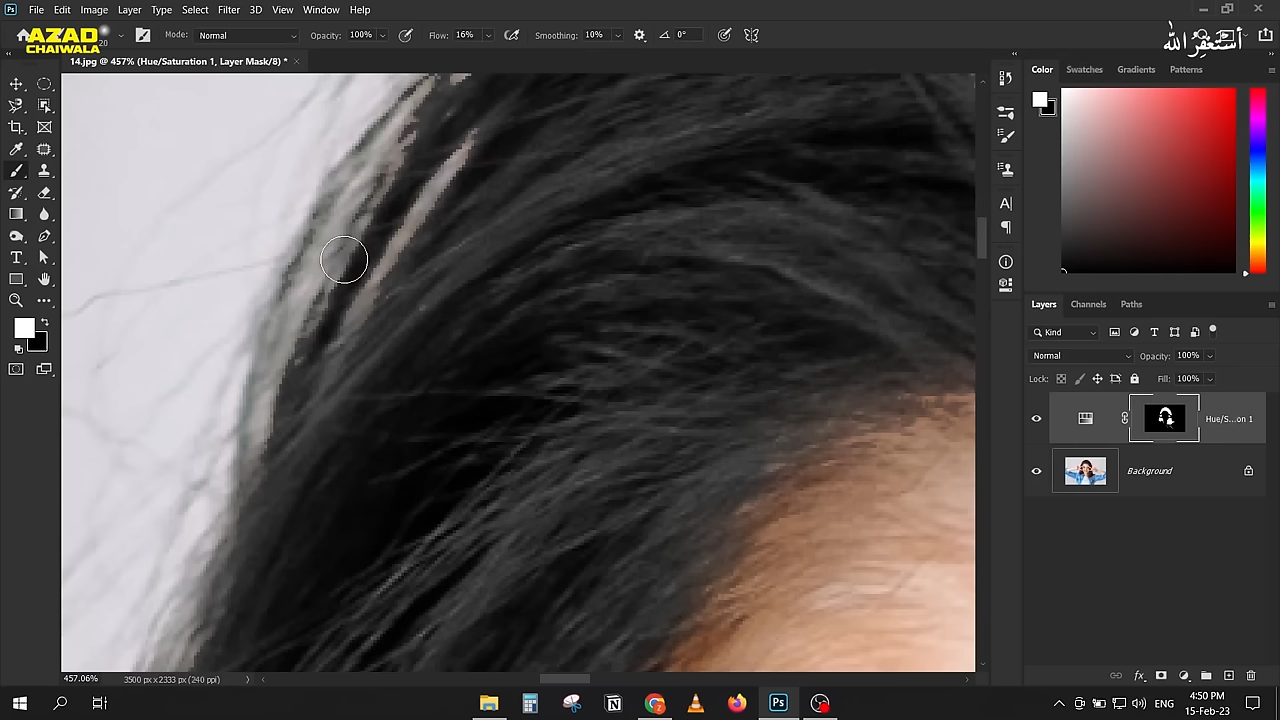 File Edit Image Layer Type Select Filter 3D View Window Help
AZAD
CHAIWALA
أستغفر الله
20 Mode: Normal Opacity: 100% Flow: 16% Smoothing: 10% 0°
14.jpg @ 457% (Hue/Saturation 1, Layer Mask/8) *
Color Swatches Gradients Patterns
Layers Channels Paths
Kind
Normal Opacity: 100%
Lock: Fill: 100%
Hue/S...on 1
Background
457.06% 3500 px x 2333 px (240 ppi)
ENG 4:50 PM
15-Feb-23